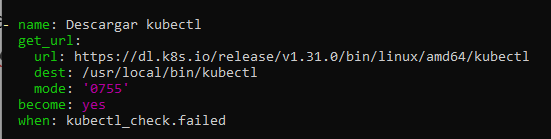 - name: Descargar kubectl
  get_url:
    url: https://dl.k8s.io/release/v1.31.0/bin/linux/amd64/kubectl
    dest: /usr/local/bin/kubectl
    mode: '0755'
  become: yes
  when: kubectl_check.failed